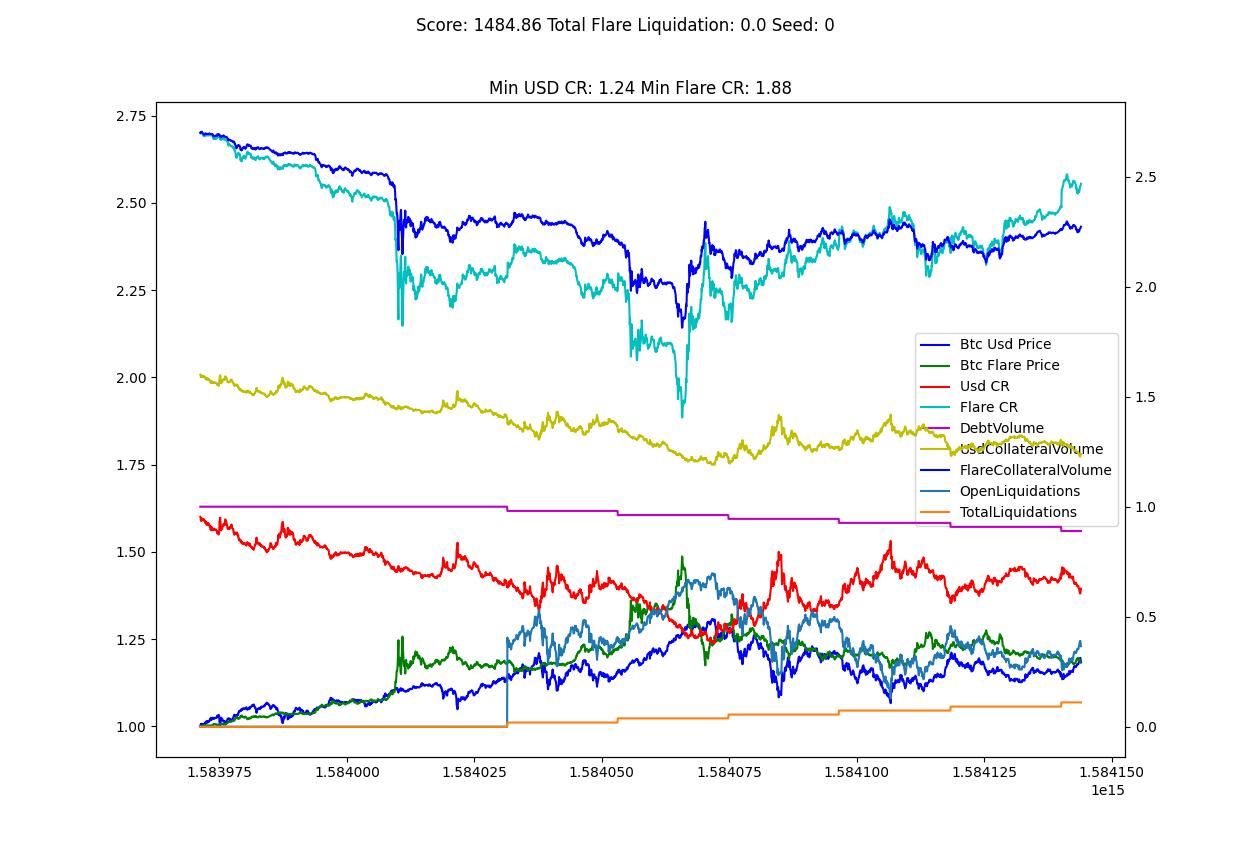 Score: 1484.86 Total Flare Liquidation: 0.0 Seed: 0
Min USD CR: 1.24 Min Flare CR: 1.88
2.75
2.50
2.25
2.00
1.75
1.50
1.25
1.00
2.5
2.0
1.5
1.0
0.5
0.0
Btc Usd Price
Btc Flare Price
Usd CR
Flare CR
DebtVolume
UsdCollateralVolume
FlareCollateralVolume
OpenLiquidations
TotalLiquidations
1.583975 1.584000 1.584025 1.584050 1.584075 1.584100 1.584125 1.584150
1e15